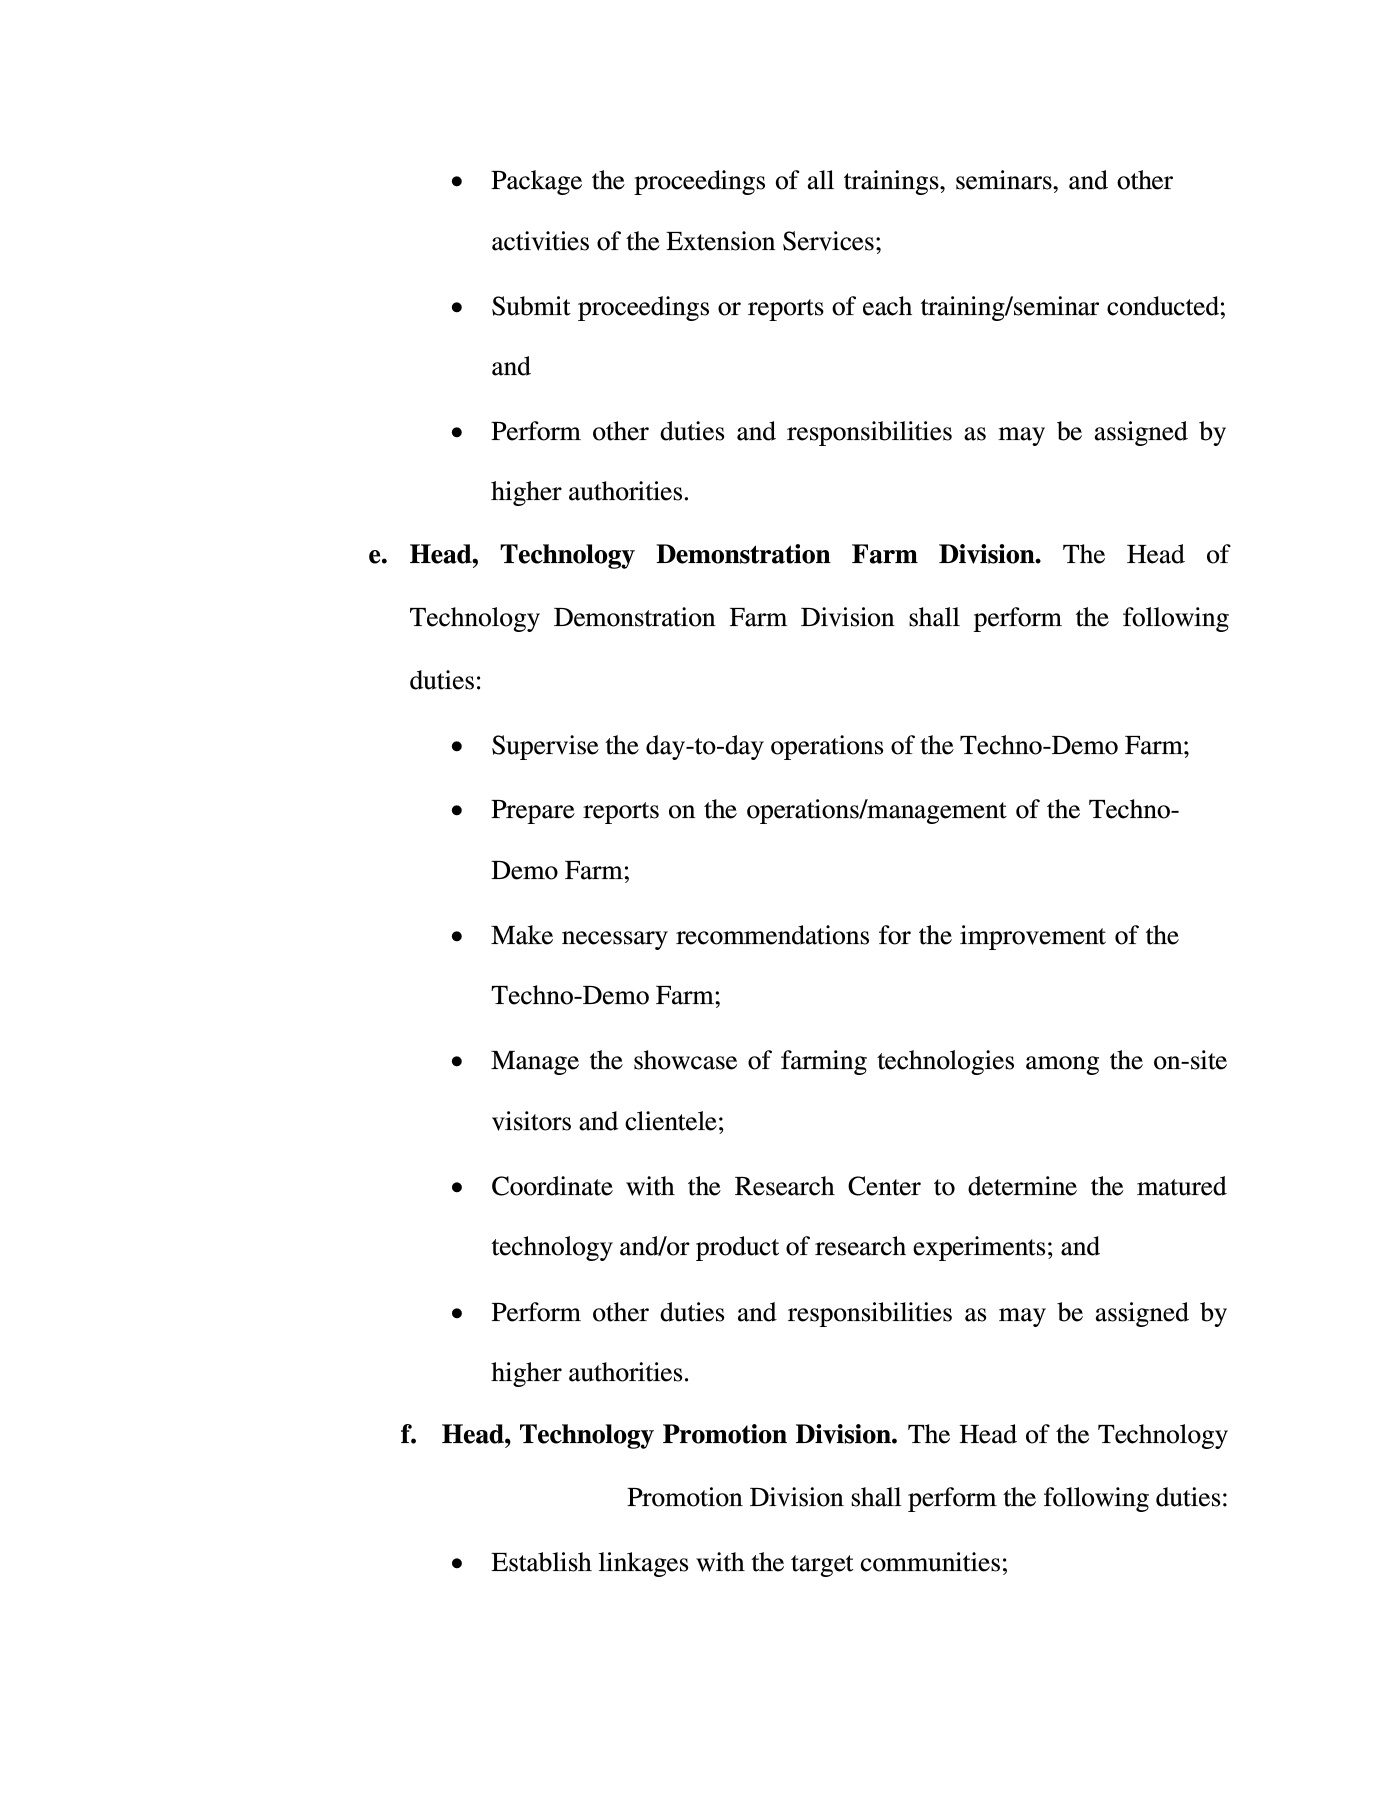 • Package the proceedings of all trainings, seminars, and other
activities of the Extension Services;
• Submit proceedings or reports of each training/seminar conducted;
and
• Perform other duties and responsibilities as may be assigned by
higher authorities.
e. Head, Technology Demonstration Farm Division. The Head of
Technology Demonstration Farm Division shall perform the following
duties:
• Supervise the day-to-day operations of the Techno-Demo Farm;
• Prepare reports on the operations/management of the Techno-
Demo Farm;
• Make necessary recommendations for the improvement of the
Techno-Demo Farm;
• Manage the showcase of farming technologies among the on-site
visitors and clientele;
• Coordinate with the Research Center to determine the matured
technology and/or product of research experiments; and
• Perform other duties and responsibilities as may be assigned by
higher authorities.
f. Head, Technology Promotion Division. The Head of the Technology
Promotion Division shall perform the following duties:
• Establish linkages with the target communities;